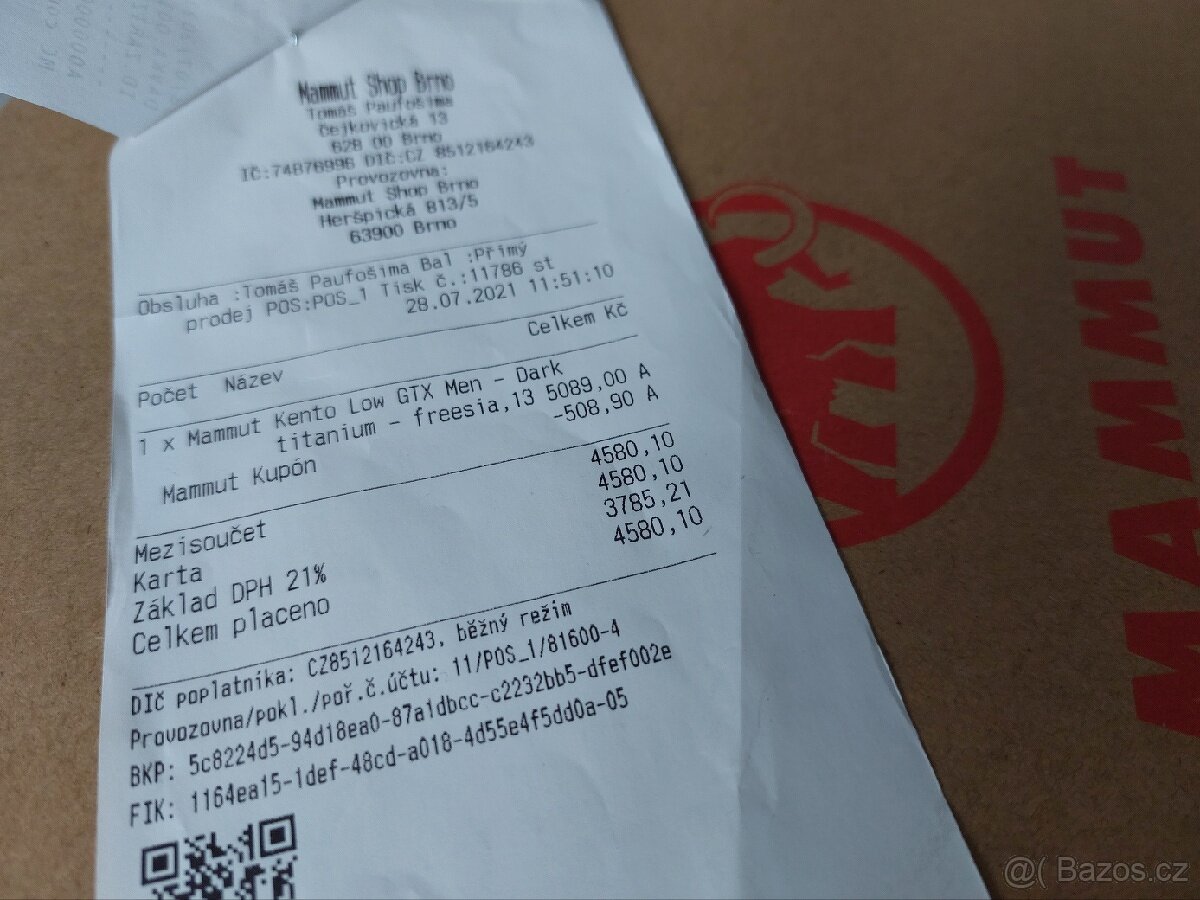 Mammut Shop Brno
Tomáš Paufošima
Čejkovická 13
628 00 Brno
IČ:74876996 DIČ:CZ 8512164243
Provozovna:
Mammut Shop Brno
Heršpická 813/5
63900 Brno
Obsluha :Tomáš Paufošima Bal :Přímý
prodej POS:POS_1 Tisk č.:11786 st
28.07.2021 11:51:10
Celkem Kč
Počet Název
1 x Mammut Kento Low GTX Men - Dark
titanium - freesia,13 5089,00 A
Mammut Kupón -508,90 A
Mezisoučet 4580,10
Karta 4580,10
Základ DPH 21% 3785,21
Celkem placeno 4580,10
DIč poplatníka: CZ8512164243, běžný režim
Provozovna/pokl./poř.č.účtu: 11/POS_1/81600-4
BKP: 5c8224d5-94d18ea0-87a1dbcc-c2232bb5-dfef002e
FIK: 1164ea15-1def-48cd-a018-4d55e4f5dd0a-05
MAMMUT
@( Bazos.cz